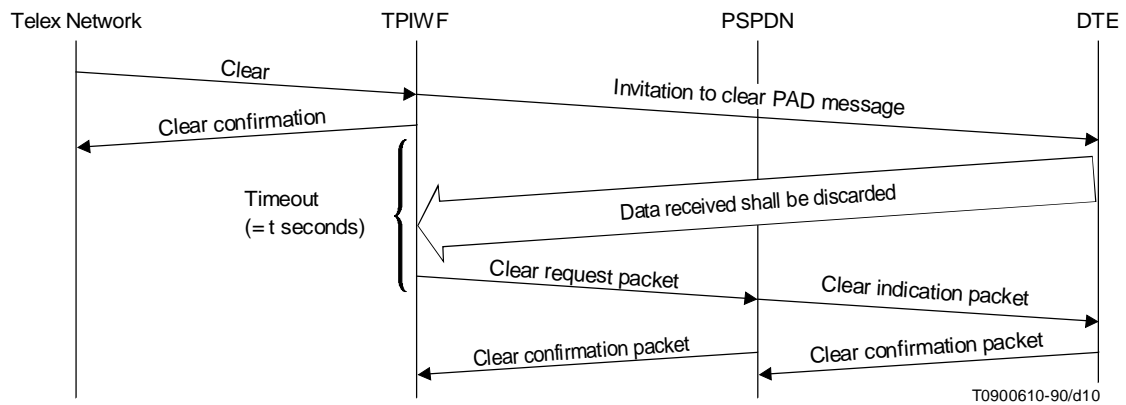 Telex Network TPIWF PSPDN DTE
Clear
Invitation to clear PAD message
Clear confirmation
Timeout
(= t seconds)
Data received shall be discarded
Clear request packet
Clear indication packet
Clear confirmation packet
Clear confirmation packet
T0900610-90/d10